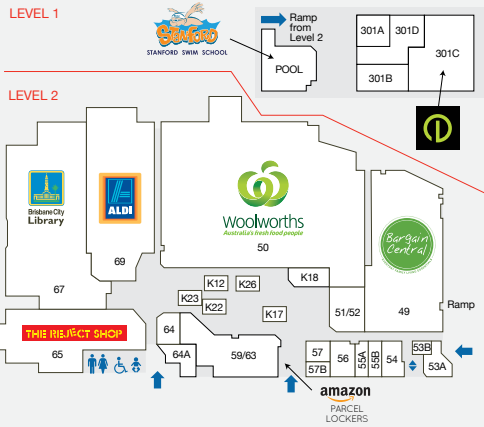 LEVEL 1
STANFORD
STANFORD SWIM SCHOOL
Ramp
from
Level 2
POOL
301A
301D
301C
301B
LEVEL 2
Brisbane City
Library
67
ALDI
69
Woolworths
Australia's fresh food people
50
Bargain
Central
49
K12
K26
K18
K23
K22
K17
51/52
Ramp
THE REJECT SHOP
65
64
64A
59/63
57
57B
56
55A
55B
54
53B
53A
amazon
PARCEL
LOCKERS